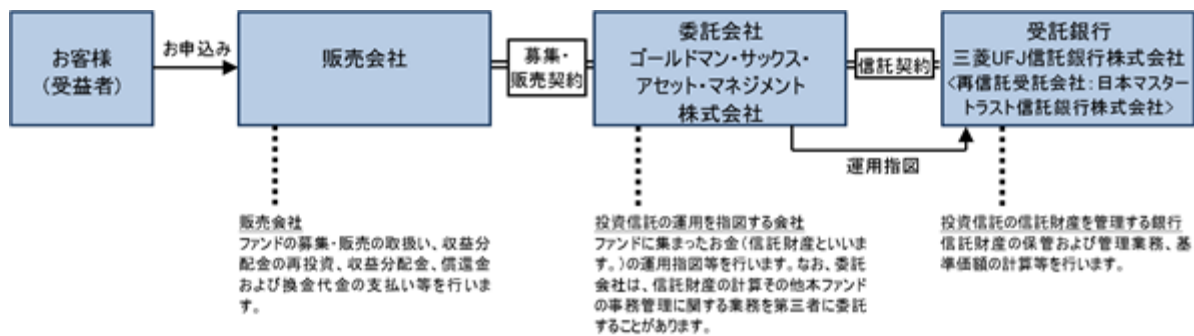 お客様
(受益者)
お申込み
販売会社
募集・
販売契約
委託会社
ゴールドマン・サックス・
アセット・マネジメント
株式会社
信託契約
受託銀行
三菱UFJ信託銀行株式会社
<再信託受託会社:日本マスター
トラスト信託銀行株式会社>
運用指図
販売会社
ファンドの募集・販売の取扱い、収益分
配金の再投資、収益分配金、償還金
および換金代金の支払い等を行いま
す。
投資信託の運用を指図する会社
ファンドに集まったお金(信託財産といいま
す。)の運用指図等を行います。なお、委託
会社は、信託財産の計算その他本ファンド
の事務管理に関する業務を第三者に委託
することがあります。
投資信託の信託財産を管理する銀行
信託財産の保管および管理業務、基
準価額の計算等を行います。